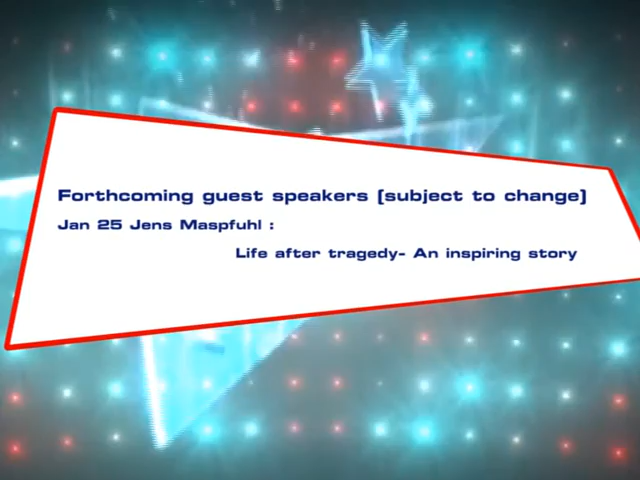 Forthcoming guest speakers [subject to change]
Jan 25 Jens Maspfuhl :
Life after tragedy- An inspiring story